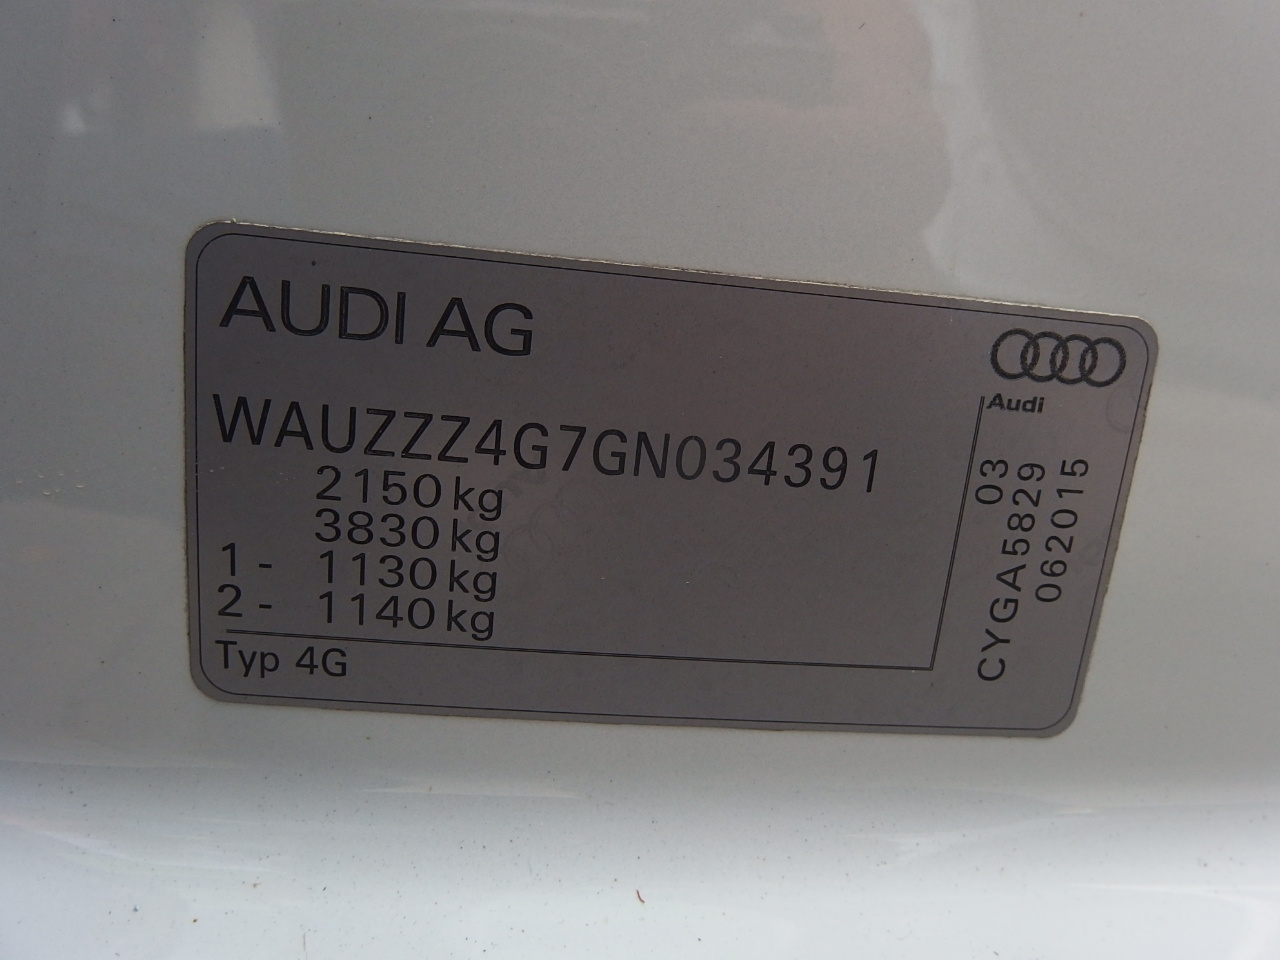 AUDI AG
Audi
WAUZZZ4G7GN034391
2150 kg
3830 kg
1 - 1130 kg
2 - 1140 kg
Typ 4G
03
CYGA5829
062015